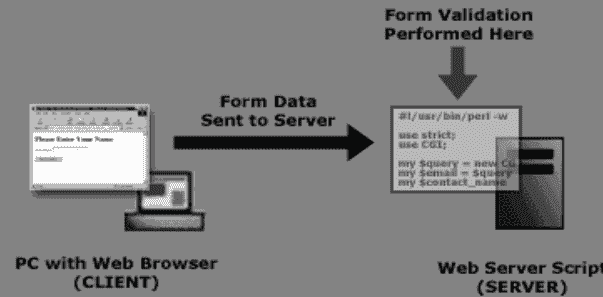 Form Validation
Performed Here
Form Data
Sent to Server
#!/usr/bin/perl -w
use strict;
use CGI;
my $query = new CG
my $email = $query
my $contact_name
Please Enter Your Name
PC with Web Browser
(CLIENT)
Web Server Script
(SERVER)